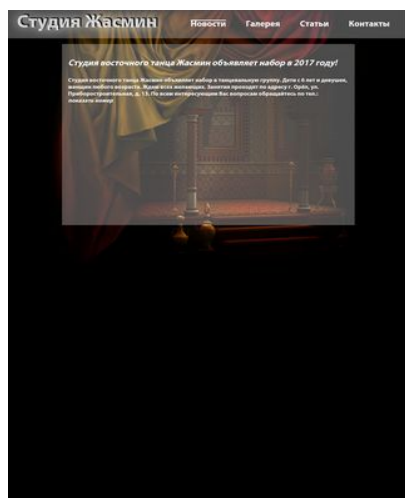 Студия Жасмин
Новости Галерея Статьи Контакты
Студия восточного танца Жасмин объявляет набор в 2017 году!
Студия восточного танца Жасмин объявляет набор в танцевальную группу. Дети с 6 лет и девушек,
женщин любого возраста. Ждем всех желающих. Занятия проходят по адресу г. Орёл, ул.
Приборостроительная, д. 13. По всем интересующим Вас вопросам обращайтесь по тел.:
показать номер